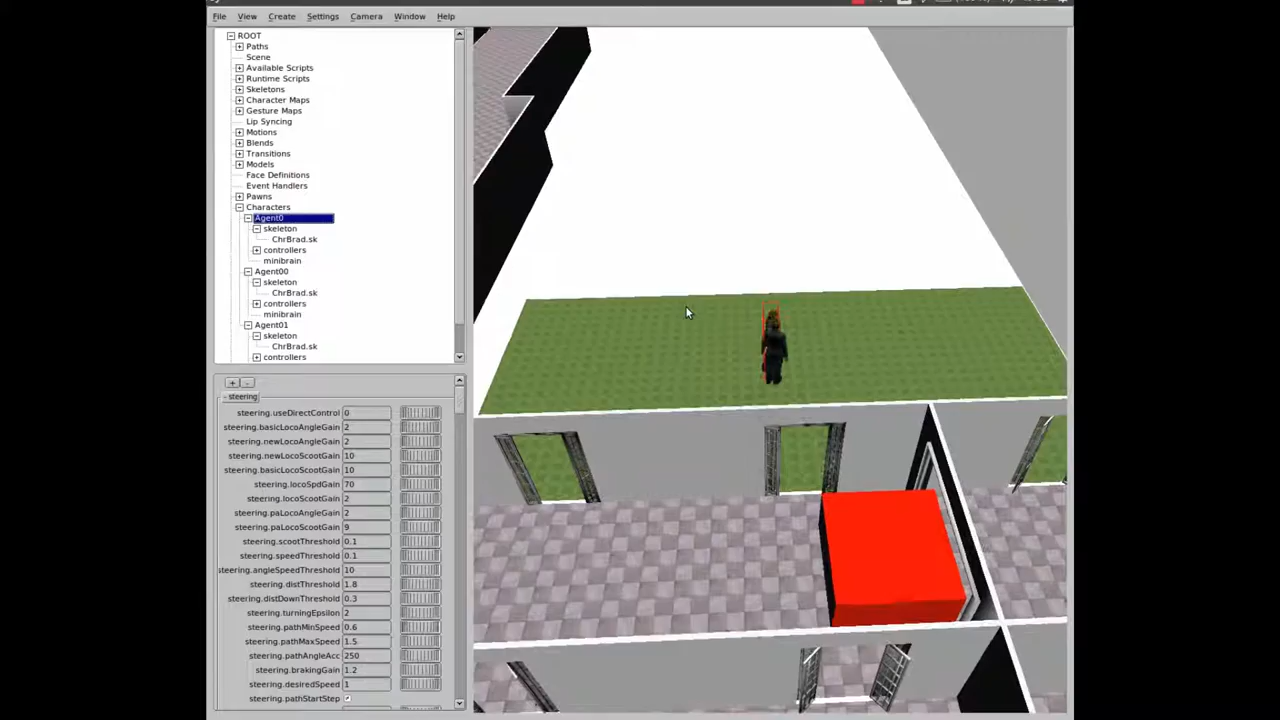 File View Create Settings Camera Window Help
ROOT
Paths
Scene
Available Scripts
Runtime Scripts
Skeletons
Character Maps
Gesture Maps
Lip Syncing
Motions
Blends
Transitions
Models
Face Definitions
Event Handlers
Pawns
Characters
Agent0
skeleton
ChrBrad.sk
controllers
minibrain
Agent00
skeleton
ChrBrad.sk
controllers
minibrain
Agent01
skeleton
ChrBrad.sk
controllers
+ -
- steering
steering.useDirectControl 0
steering.basicLocoAngleGain 2
steering.newLocoAngleGain 2
steering.newLocoScootGain 10
steering.basicLocoScootGain 10
steering.locoSpdGain 70
steering.locoScootGain 2
steering.paLocoAngleGain 2
steering.paLocoScootGain 9
steering.scootThreshold 0.1
steering.speedThreshold 0.1
steering.angleSpeedThreshold 10
steering.distThreshold 1.8
steering.distDownThreshold 0.3
steering.turningEpsilon 2
steering.pathMinSpeed 0.6
steering.pathMaxSpeed 1.5
steering.pathAngleAcc 250
steering.brakingGain 1.2
steering.desiredSpeed 1
steering.pathStartStep